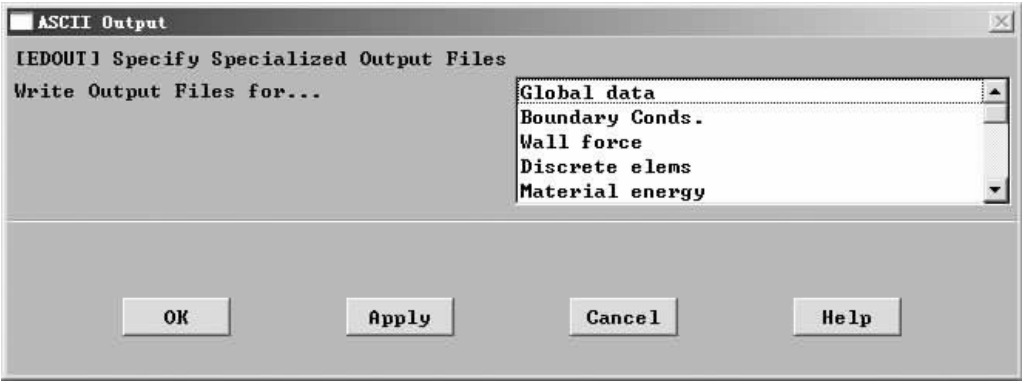 ASCII Output
[EDOUT] Specify Specialized Output Files
Write Output Files for...
Global data
Boundary Conds.
Wall force
Discrete elems
Material energy
OK
Apply
Cancel
Help